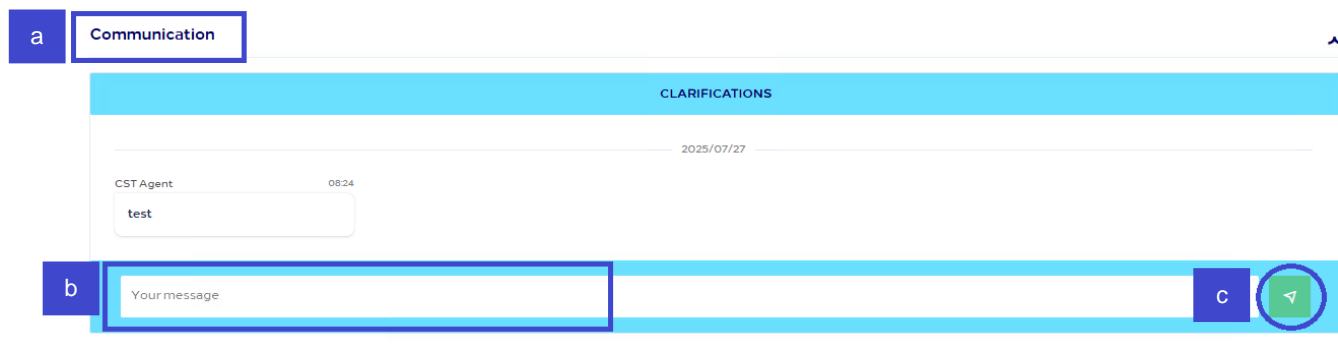 a
Communication
CLARIFICATIONS
2025/07/27
CST Agent 08:24
test
b
Your message
c